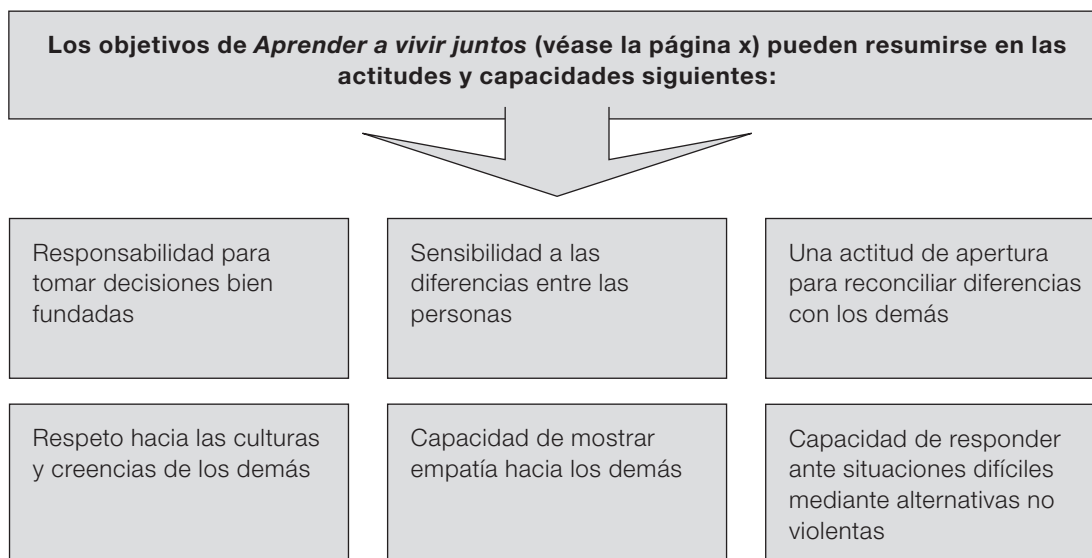 Los objetivos de Aprender a vivir juntos (véase la página x) pueden resumirse en las
actitudes y capacidades siguientes:
Responsabilidad para
tomar decisiones bien
fundadas
Sensibilidad a las
diferencias entre las
personas
Una actitud de apertura
para reconciliar diferencias
con los demás
Respeto hacia las culturas
y creencias de los demás
Capacidad de mostrar
empatía hacia los demás
Capacidad de responder
ante situaciones difíciles
mediante alternativas no
violentas